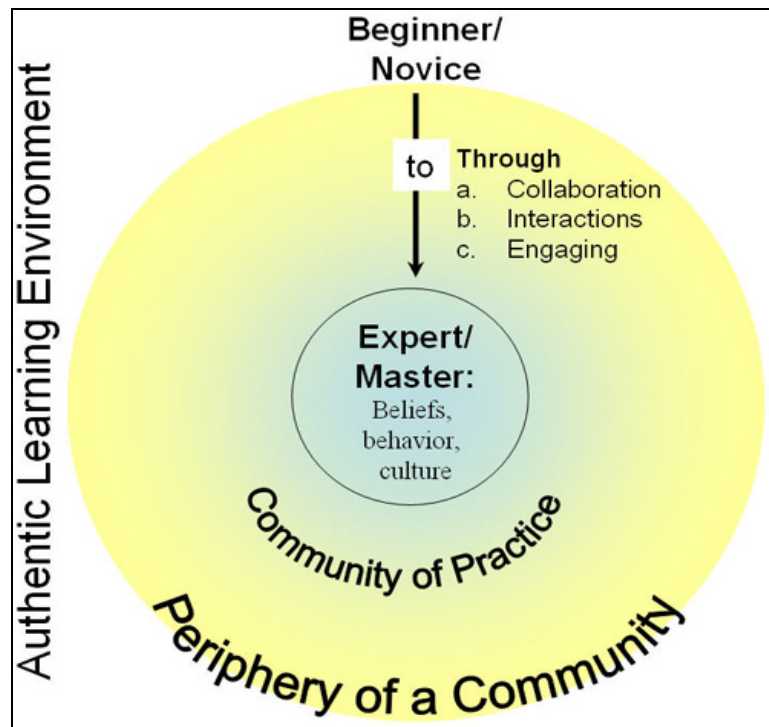 Authentic Learning Environment
Beginner/
Novice
to
Through
a. Collaboration
b. Interactions
c. Engaging
Expert/
Master:
Beliefs,
behavior,
culture
Community of Practice
Periphery of a Community